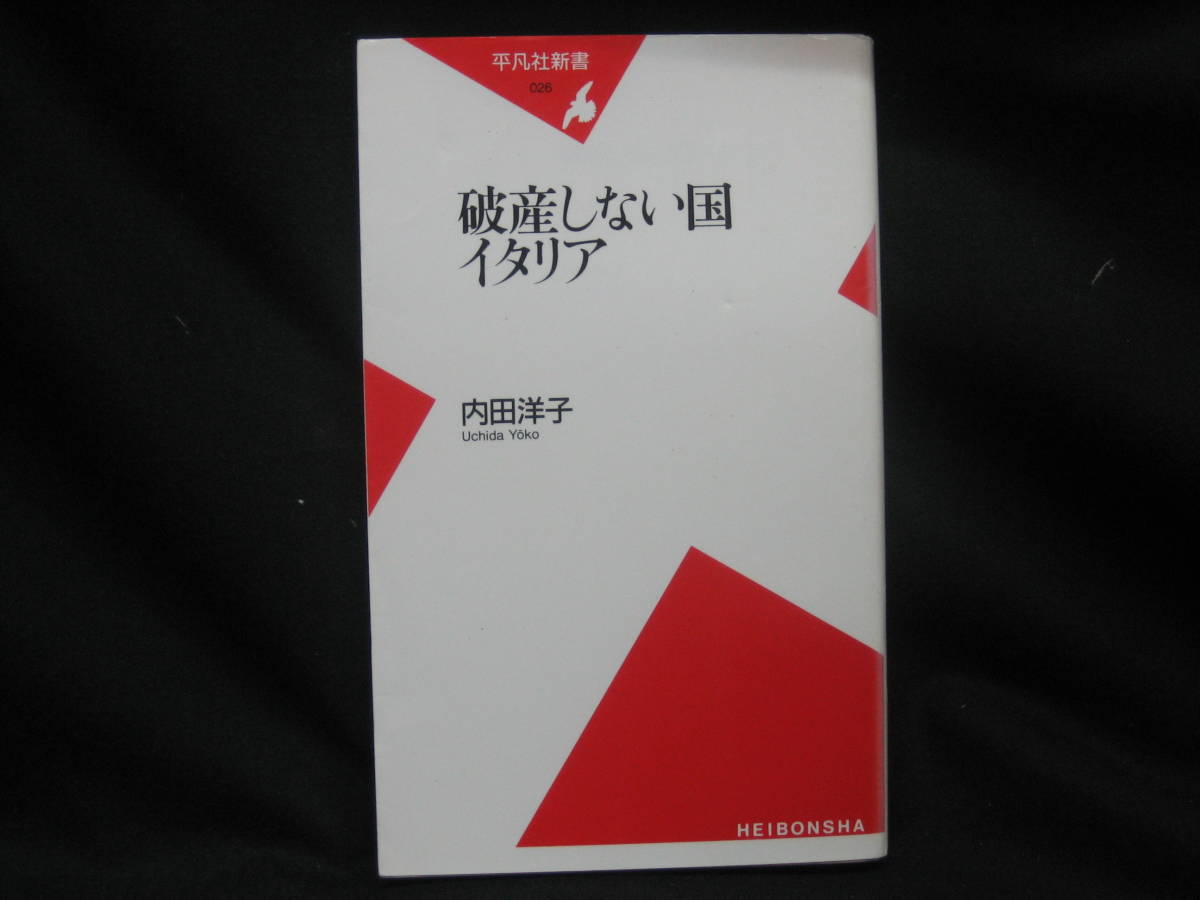 平凡社新書
026
破産しない国
イタリア
内田洋子
Uchida Yōko
HEIBONSHA